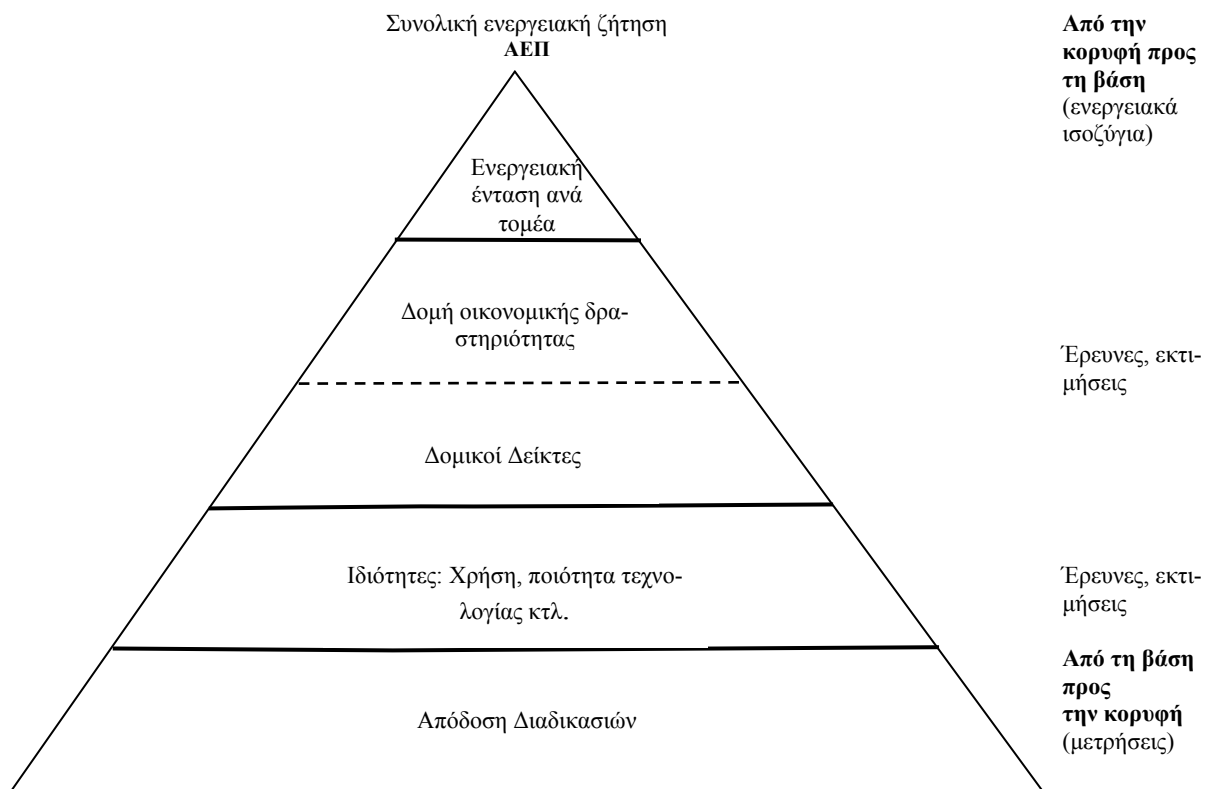 Συνολική ενεργειακή ζήτηση
ΑΕΠ
Από την
κορυφή προς
τη βάση
(ενεργειακά
ισοζύγια)
Ενεργειακή
ένταση ανά
τομέα
Δομή οικονομικής δρα-
στηριότητας
Έρευνες, εκτι-
μήσεις
Δομικοί Δείκτες
Ιδιότητες: Χρήση, ποιότητα τεχνο-
λογίας κτλ.
Έρευνες, εκτι-
μήσεις
Από τη βάση
προς
την κορυφή
(μετρήσεις)
Απόδοση Διαδικασιών